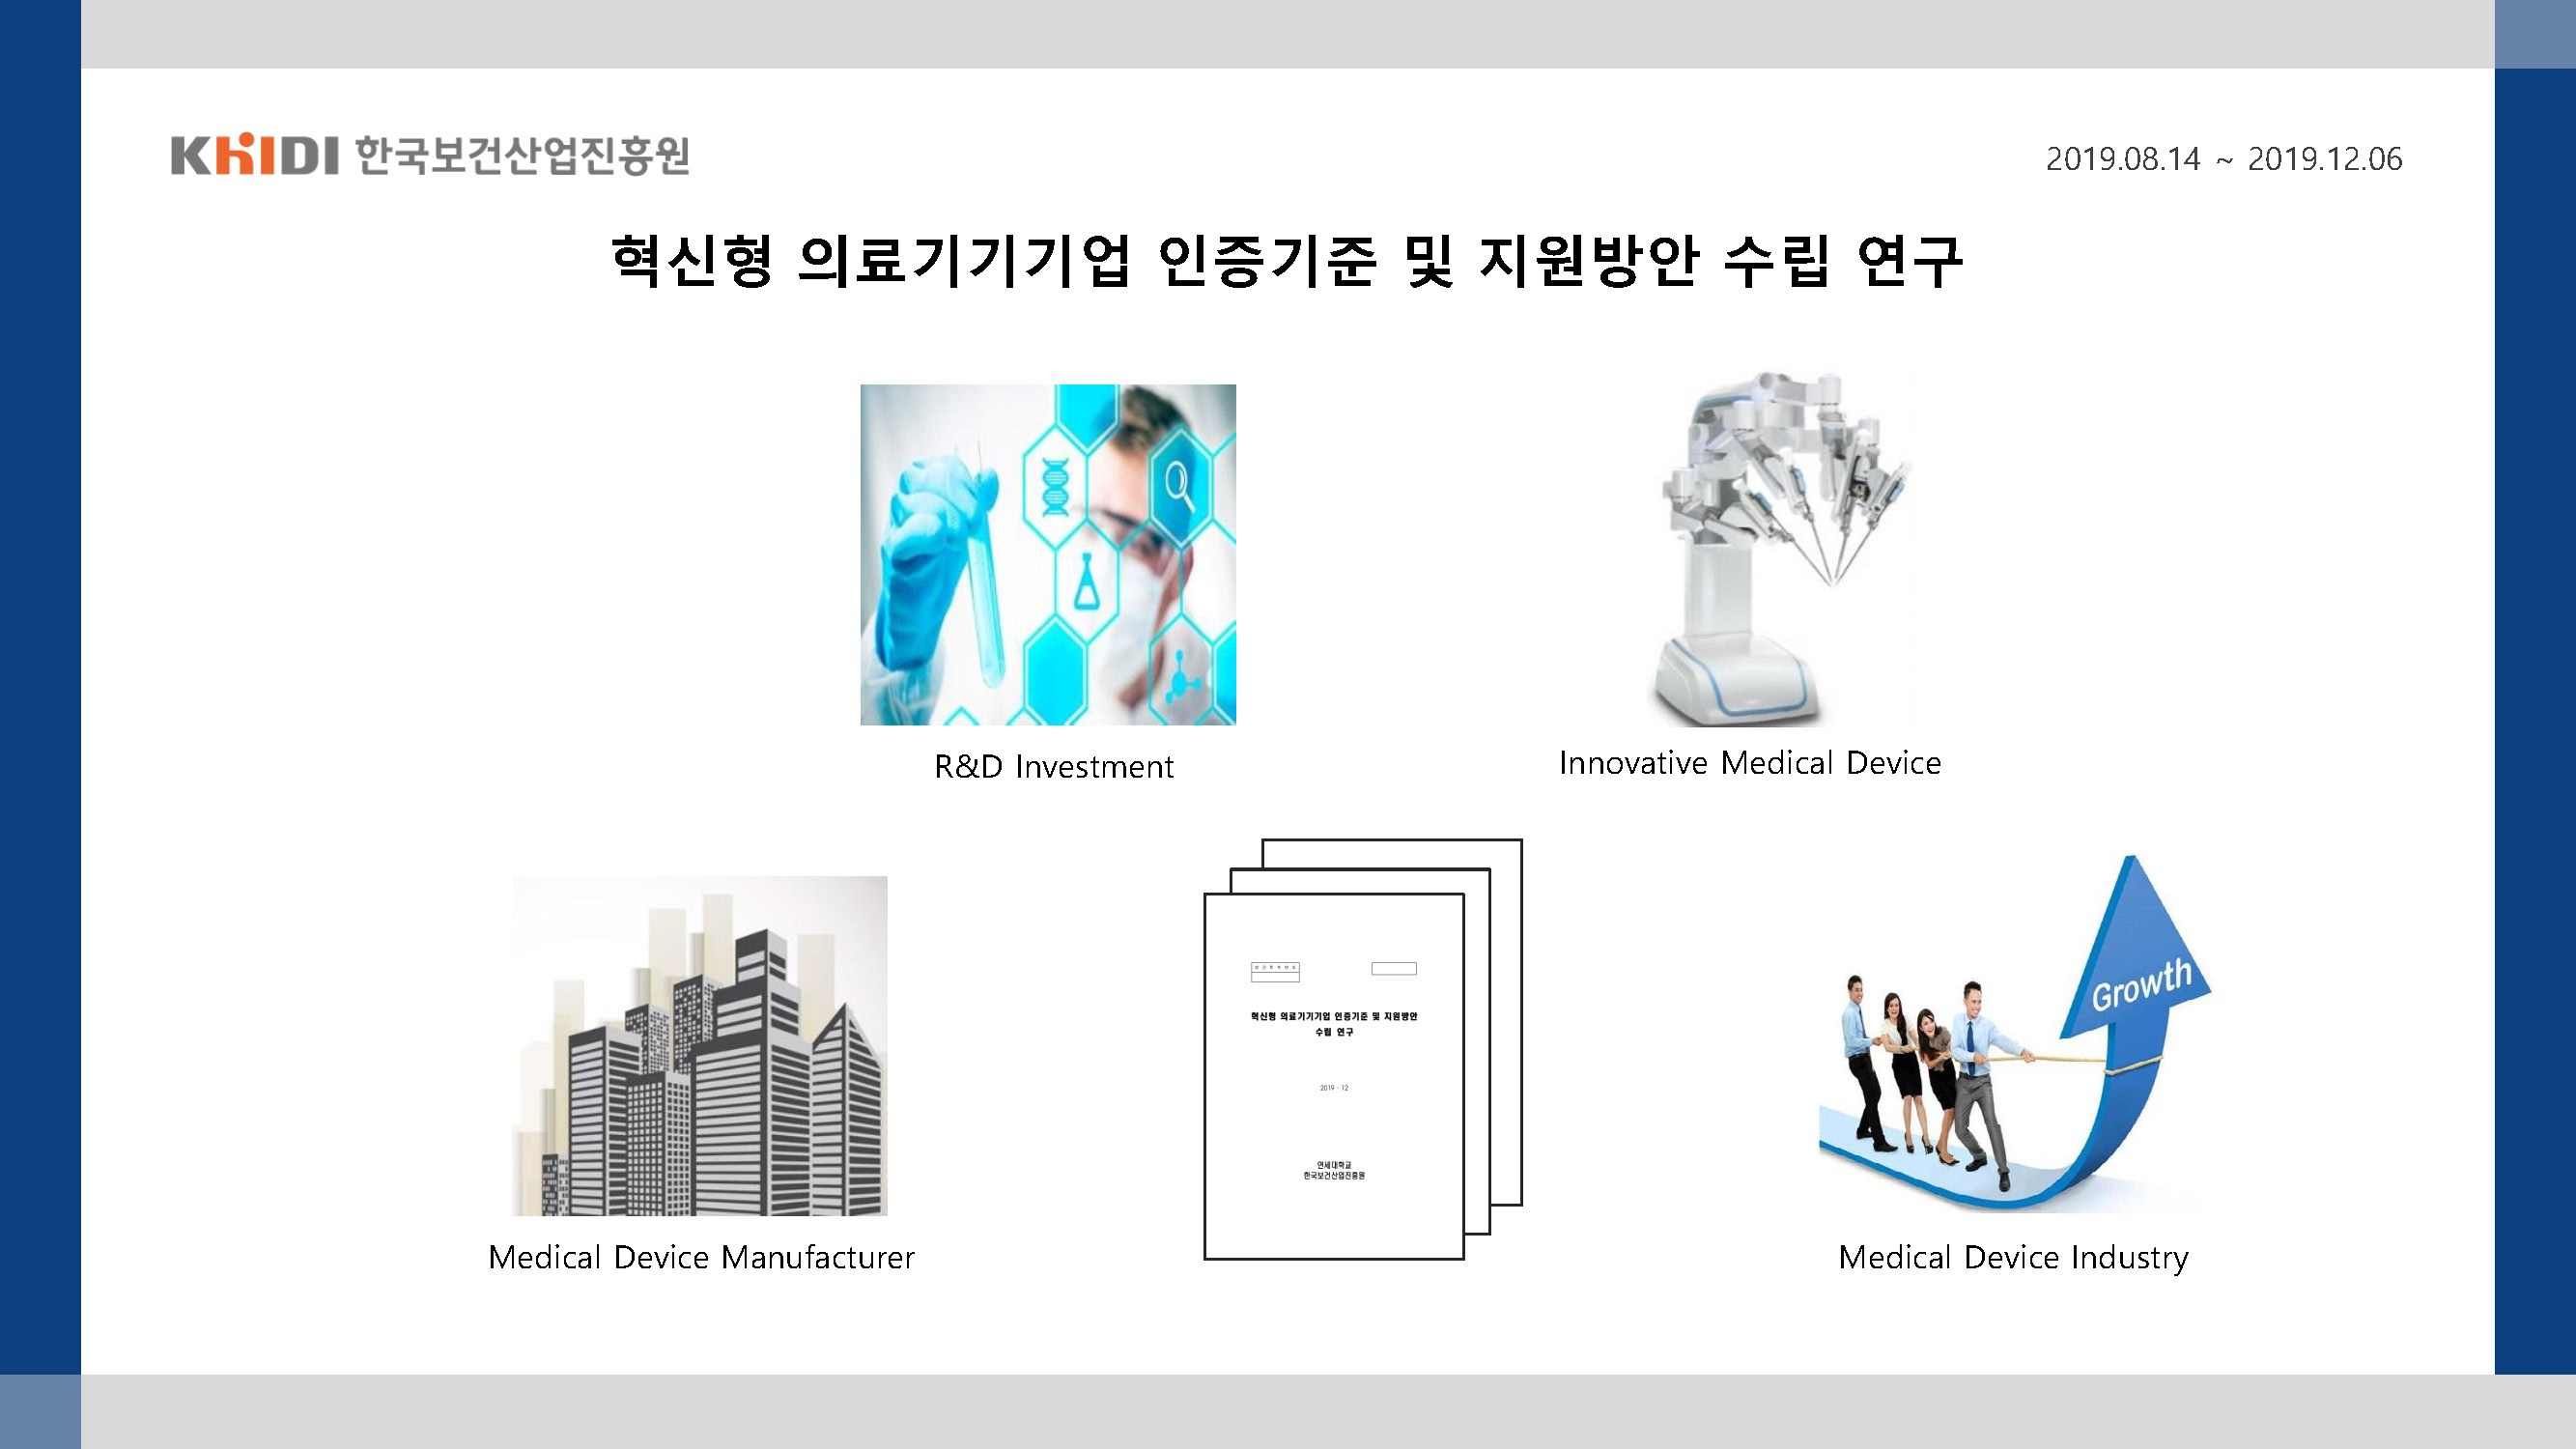 KHIDI 한국보건산업진흥원
2019.08.14 ~ 2019.12.06
혁신형 의료기기기업 인증기준 및 지원방안 수립 연구
R&D Investment
Innovative Medical Device
Medical Device Manufacturer
혁신형 의료기기기업 인증기준 및 지원방안
수립 연구
2019 - 12
연세대학교
한국보건산업진흥원
Growth
Medical Device Industry